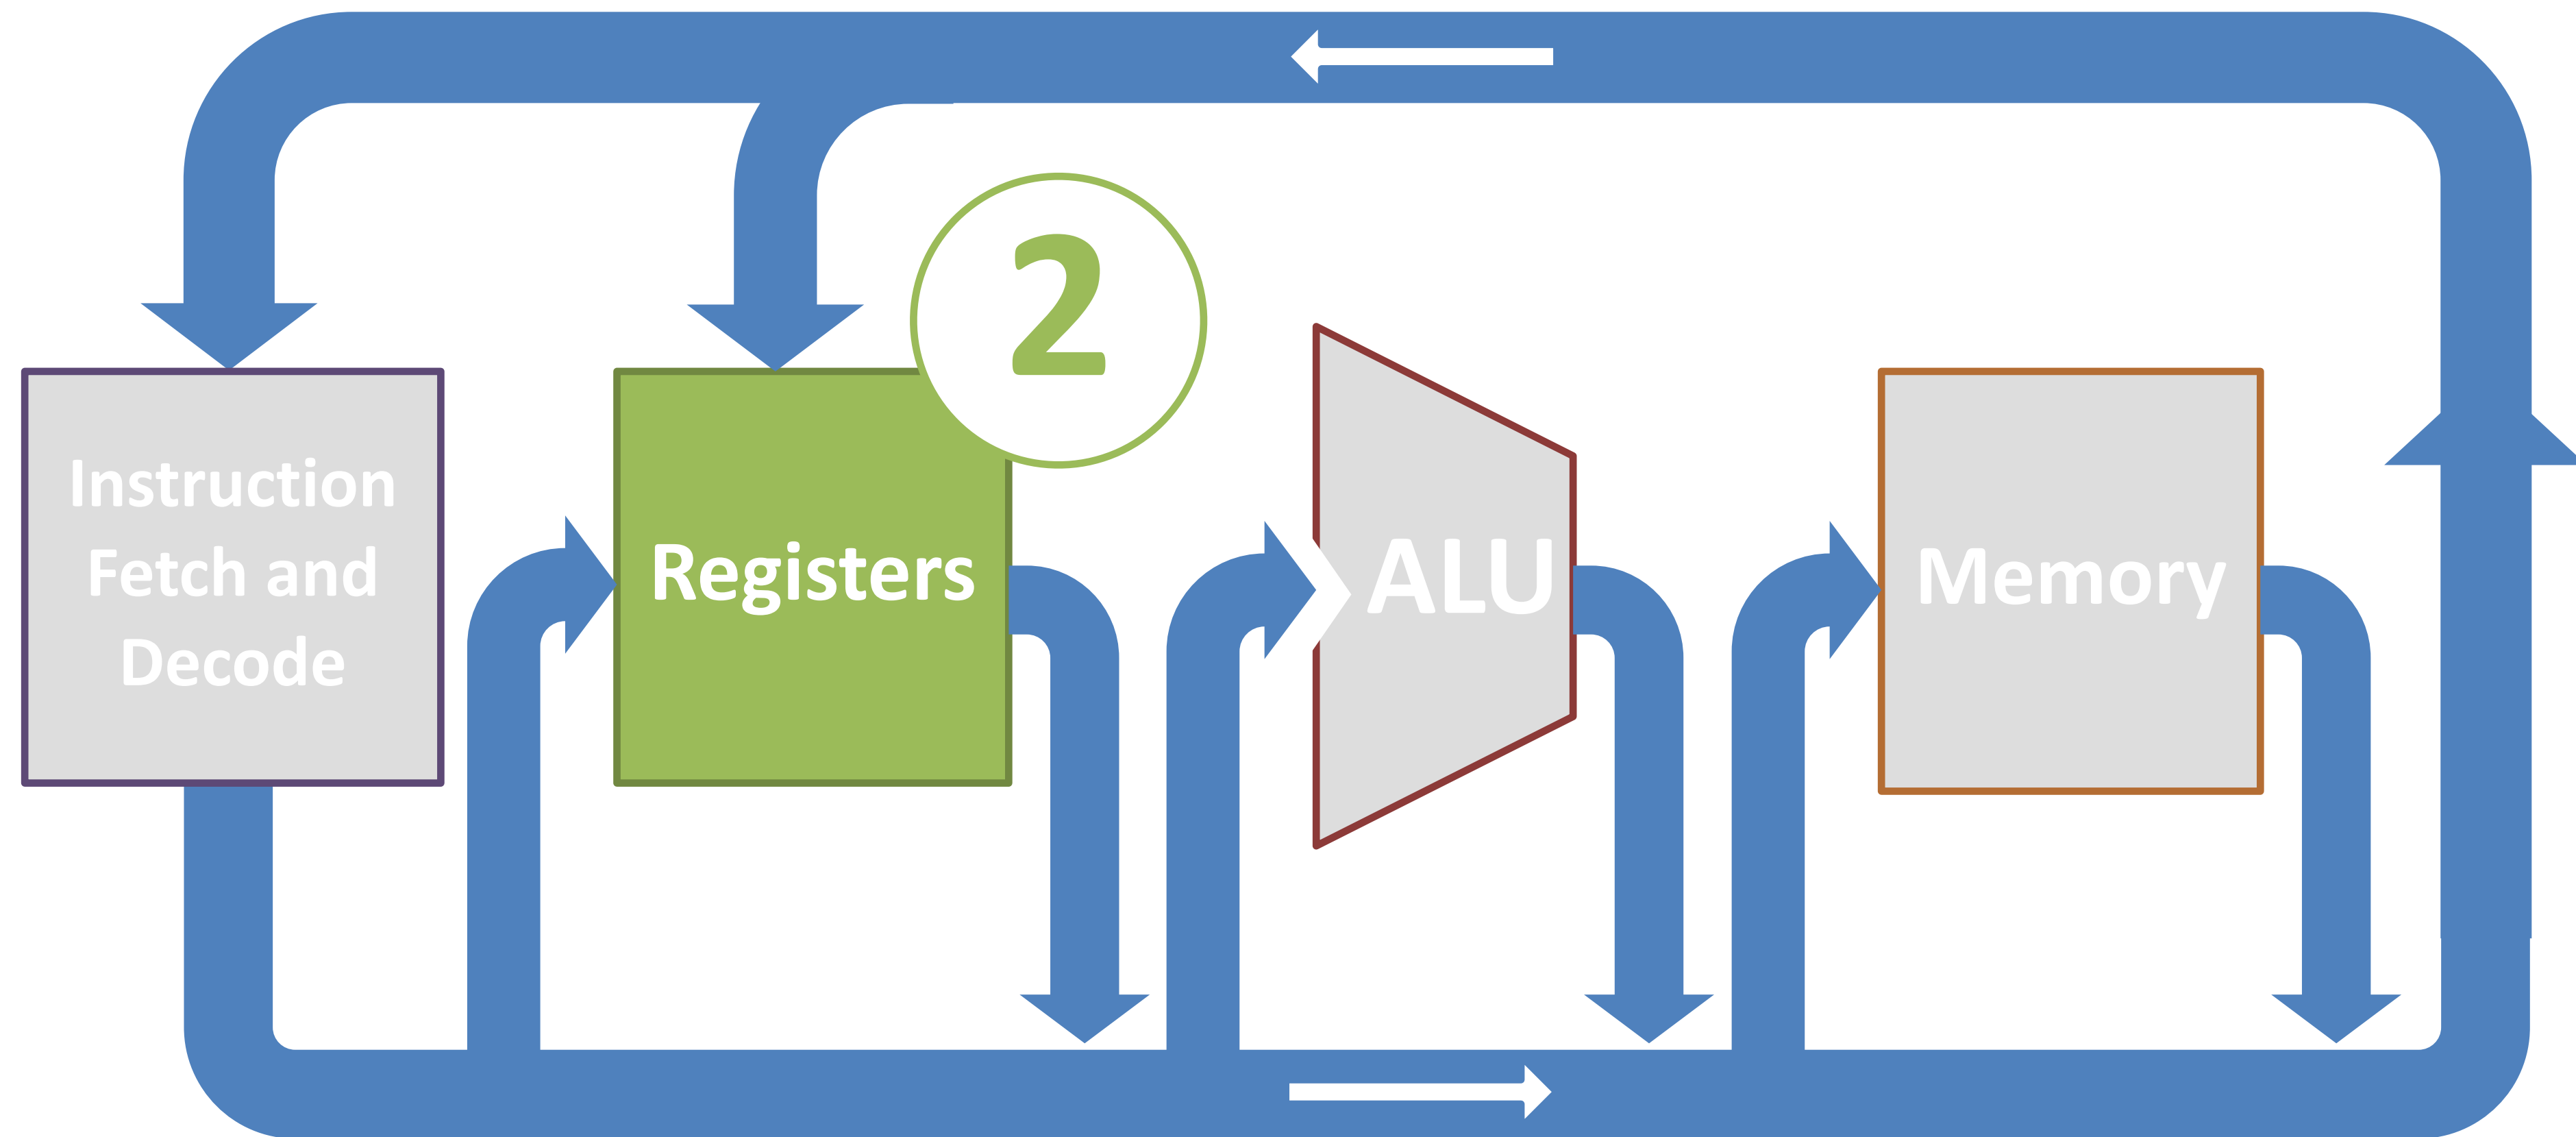 2
Instruction
Fetch and
Decode
Registers
ALU
Memory